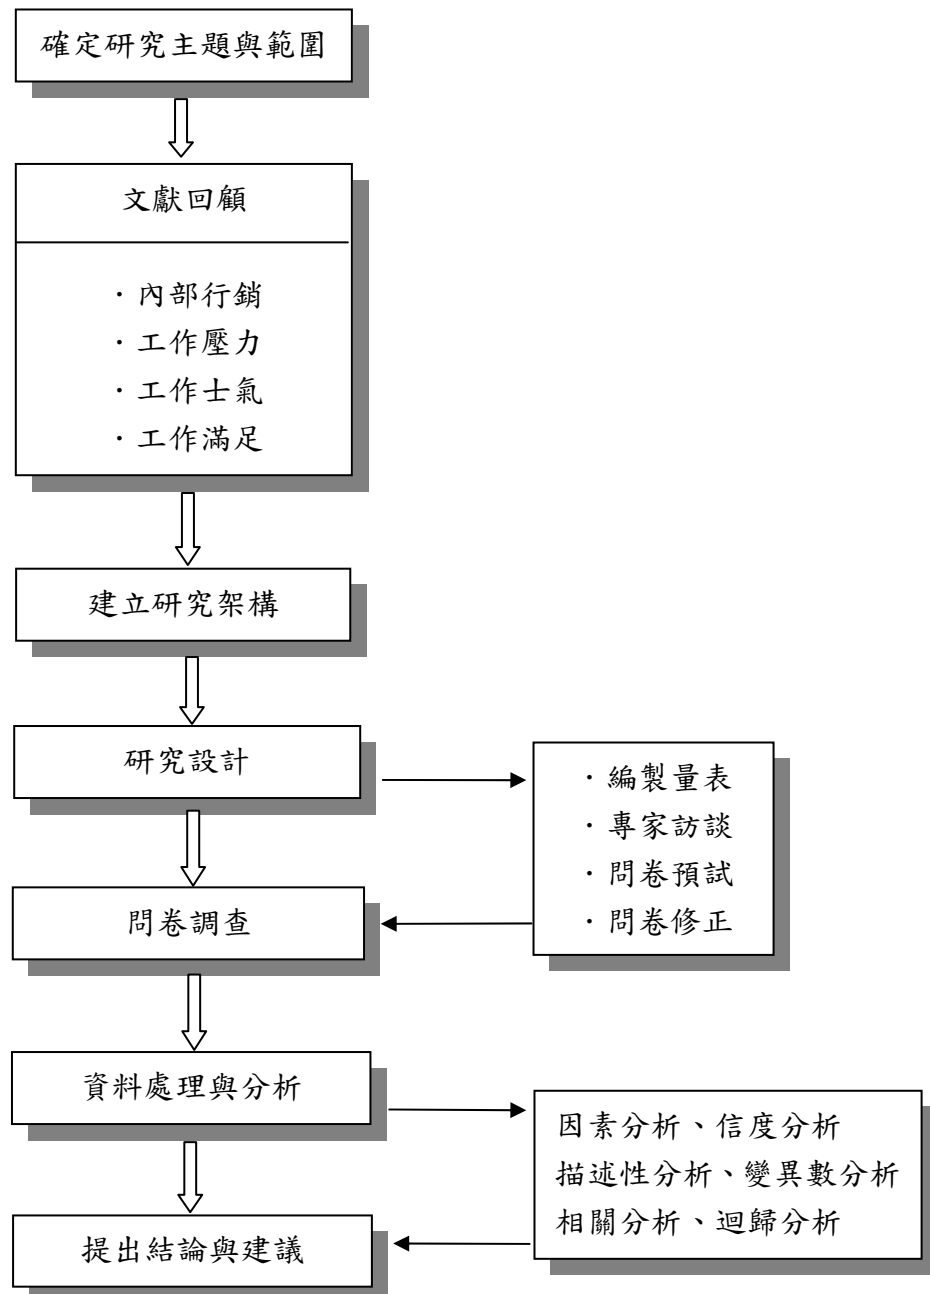 確定研究主題與範圍
文獻回顧
·內部行銷
·工作壓力
·工作士氣
·工作滿足
建立研究架構
研究設計
·編製量表
·專家訪談
·問卷預試
·問卷修正
問卷調查
資料處理與分析
因素分析、信度分析
描述性分析、變異數分析
相關分析、迴歸分析
提出結論與建議